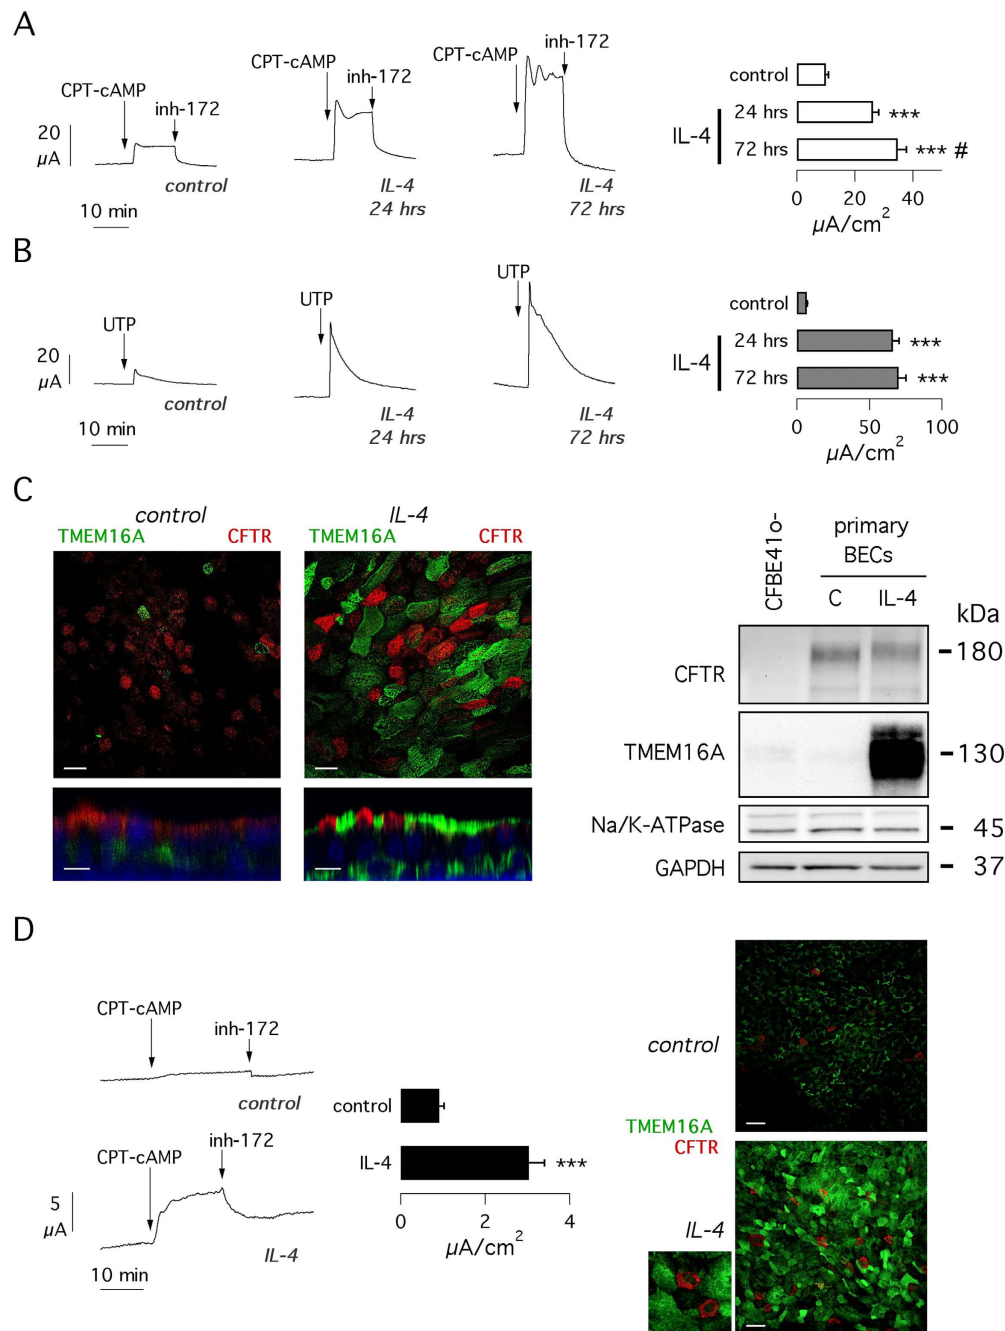 A
CPT-cAMP
inh-172
20
µA
control
10 min
CPT-cAMP
inh-172
IL-4
24 hrs
CPT-cAMP
inh-172
IL-4
72 hrs
control
IL-4
24 hrs
***
72 hrs
*** #
0 20 40
µA/cm²
B
UTP
20
µA
control
10 min
UTP
IL-4
24 hrs
UTP
IL-4
72 hrs
control
IL-4
24 hrs
***
72 hrs
***
0 50 100
µA/cm²
C
control
TMEM16A CFTR
IL-4
TMEM16A CFTR
CFBE41o-
primary
BECs
C IL-4
kDa
CFTR
180
TMEM16A
130
Na/K-ATPase
45
GAPDH
37
D
CPT-cAMP
inh-172
control
CPT-cAMP
inh-172
5
µA
IL-4
10 min
control
IL-4
***
0 2 4
µA/cm²
control
TMEM16A
CFTR
IL-4